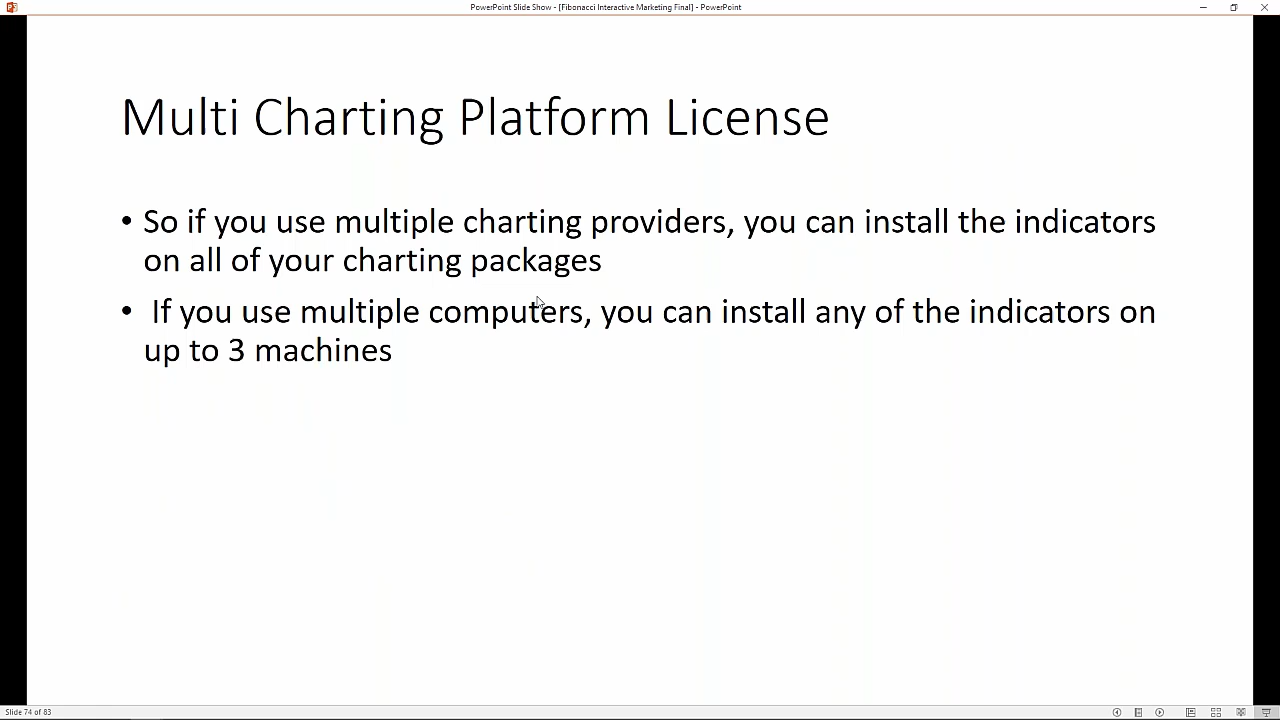 PowerPoint Slide Show - [Fibonacci Interactive Marketing Final] - PowerPoint
Multi Charting Platform License
• So if you use multiple charting providers, you can install the indicators
on all of your charting packages
• If you use multiple computers, you can install any of the indicators on
up to 3 machines
Slide 74 of 83